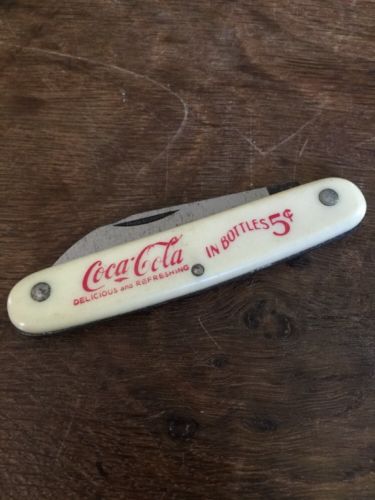 Coca-Cola
DELICIOUS and REFRESHING
IN BOTTLES 5¢